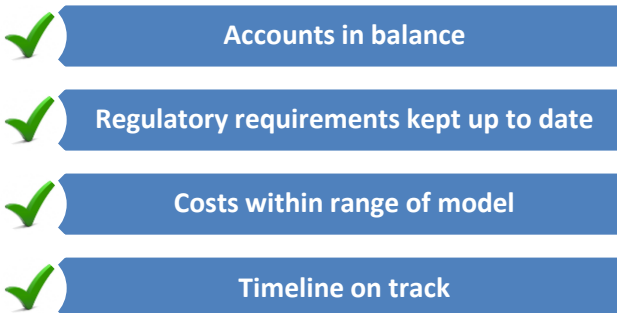 Accounts in balance
Regulatory requirements kept up to date
Costs within range of model
Timeline on track